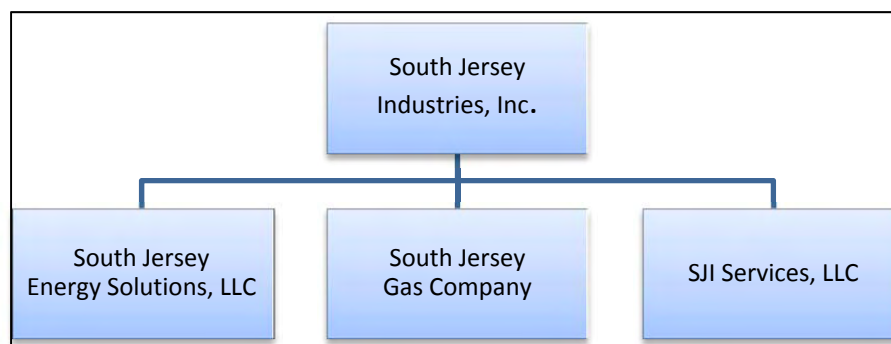 South Jersey
Industries, Inc.
South Jersey
Energy Solutions, LLC
South Jersey
Gas Company
SJI Services, LLC